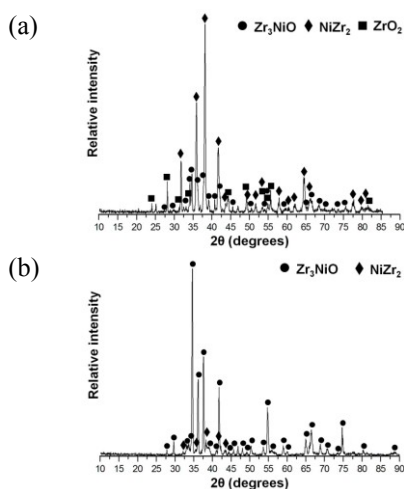 (a)
● Zr₃NiO ♦ NiZr₂ ■ ZrO₂
Relative intensity
10 15 20 25 30 35 40 45 50 55 60 65 70 75 80 85 90
2θ (degrees)
(b)
● Zr₃NiO ♦ NiZr₂
Relative intensity
10 15 20 25 30 35 40 45 50 55 60 65 70 75 80 85 90
2θ (degrees)